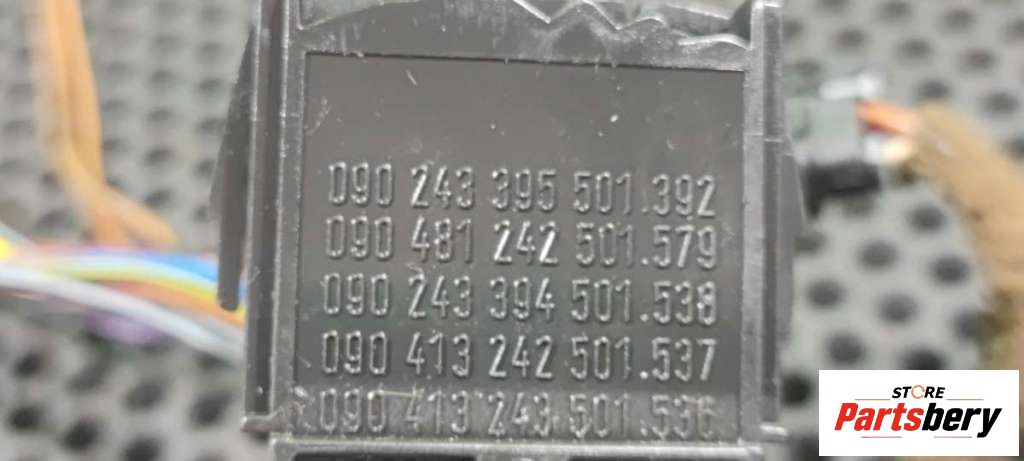 090 243 395 501.392
090 481 242 501.579
090 243 394 501.538
090 413 242 501.537
090 413 243 501.536
STORE
Partsbery